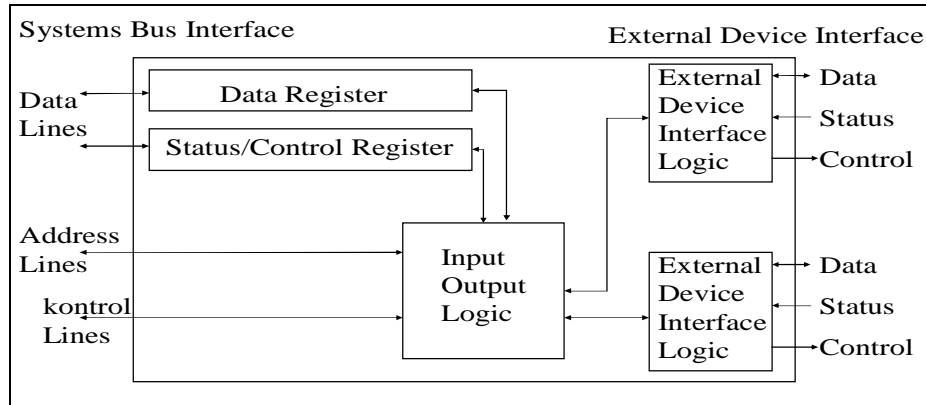 Systems Bus Interface
External Device Interface
Data
Lines
Data Register
Status/Control Register
Address
Lines
kontrol
Lines
Input
Output
Logic
External
Device
Interface
Logic
Data
Status
Control
External
Device
Interface
Logic
Data
Status
Control